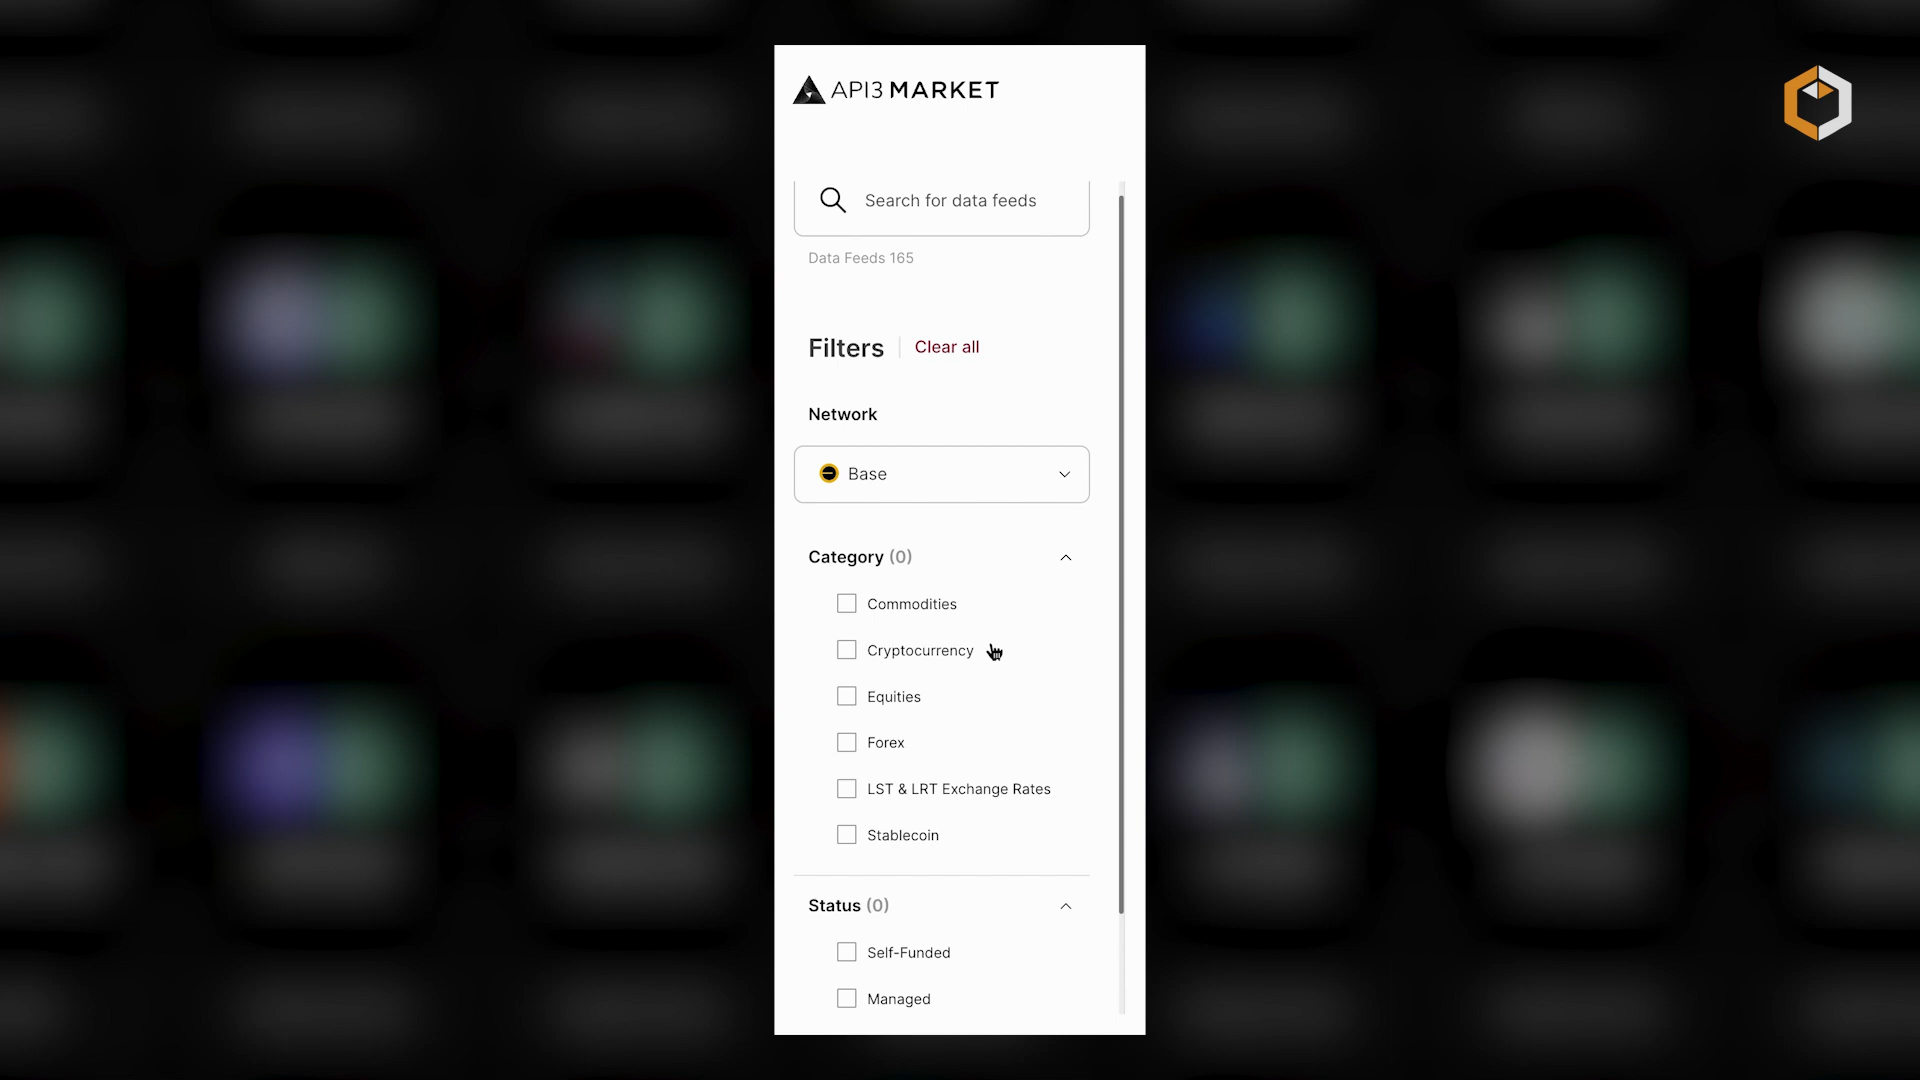 API3 MARKET
Search for data feeds
Data Feeds 165
Filters
Clear all
Network
Base
Category (0)
Commodities
Cryptocurrency
Equities
Forex
LST & LRT Exchange Rates
Stablecoin
Status (0)
Self-Funded
Managed